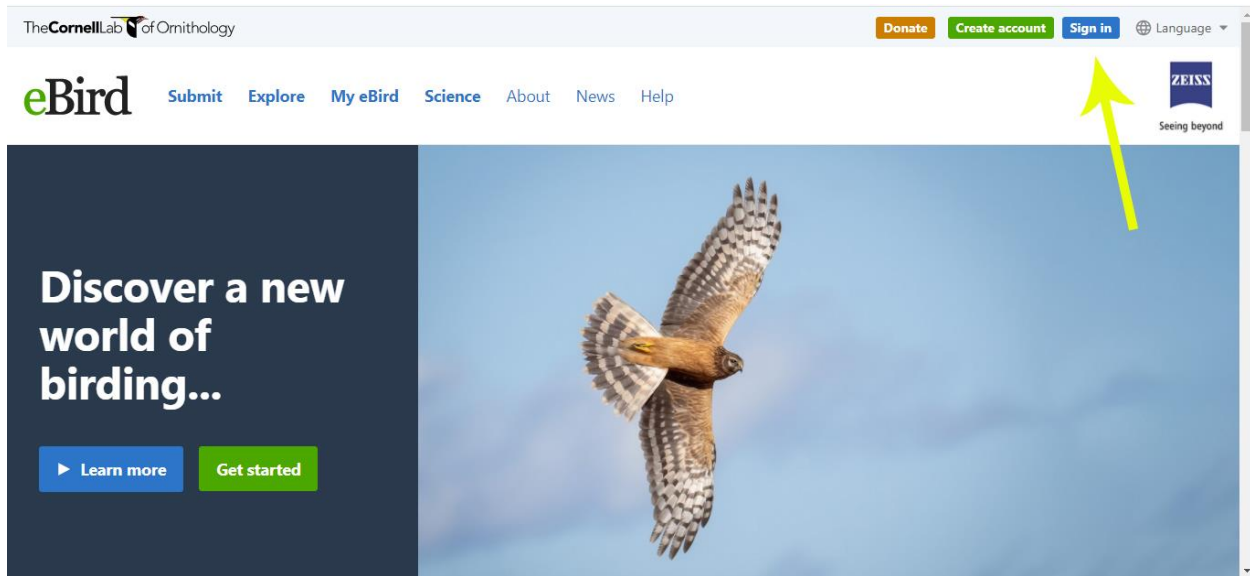 TheCornellLab of Ornithology
Donate Create account Sign in Language
eBird Submit Explore My eBird Science About News Help
ZEISS
Seeing beyond
Discover a new
world of
birding...
Learn more Get started